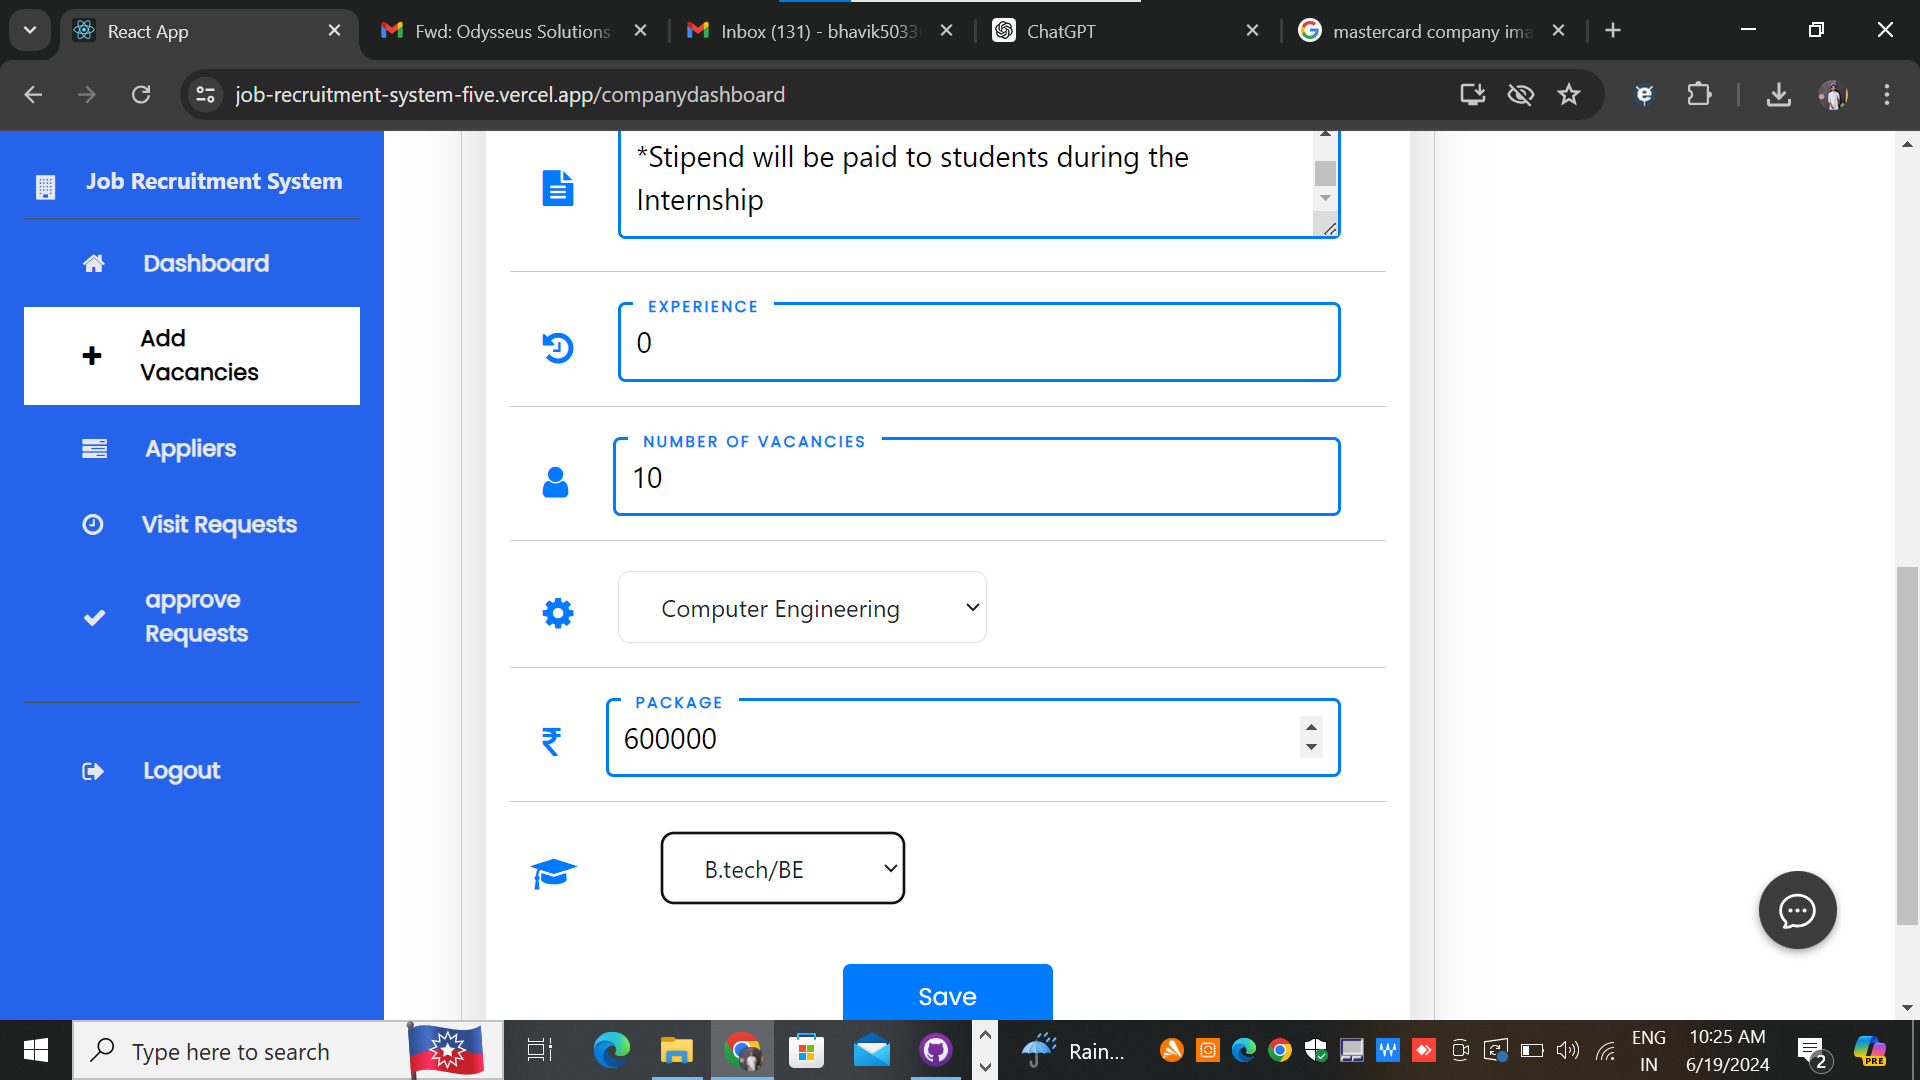 React App
Fwd: Odysseus Solutions
Inbox (131) - bhavik5033
ChatGPT
mastercard company ima
job-recruitment-system-five.vercel.app/companydashboard
Job Recruitment System
Dashboard
Add
Vacancies
Appliers
Visit Requests
approve
Requests
Logout
*Stipend will be paid to students during the
Internship
EXPERIENCE
0
NUMBER OF VACANCIES
10
Computer Engineering
PACKAGE
600000
B.tech/BE
Save
Type here to search
Rain...
ENG
IN
10:25 AM
6/19/2024
2
PRE